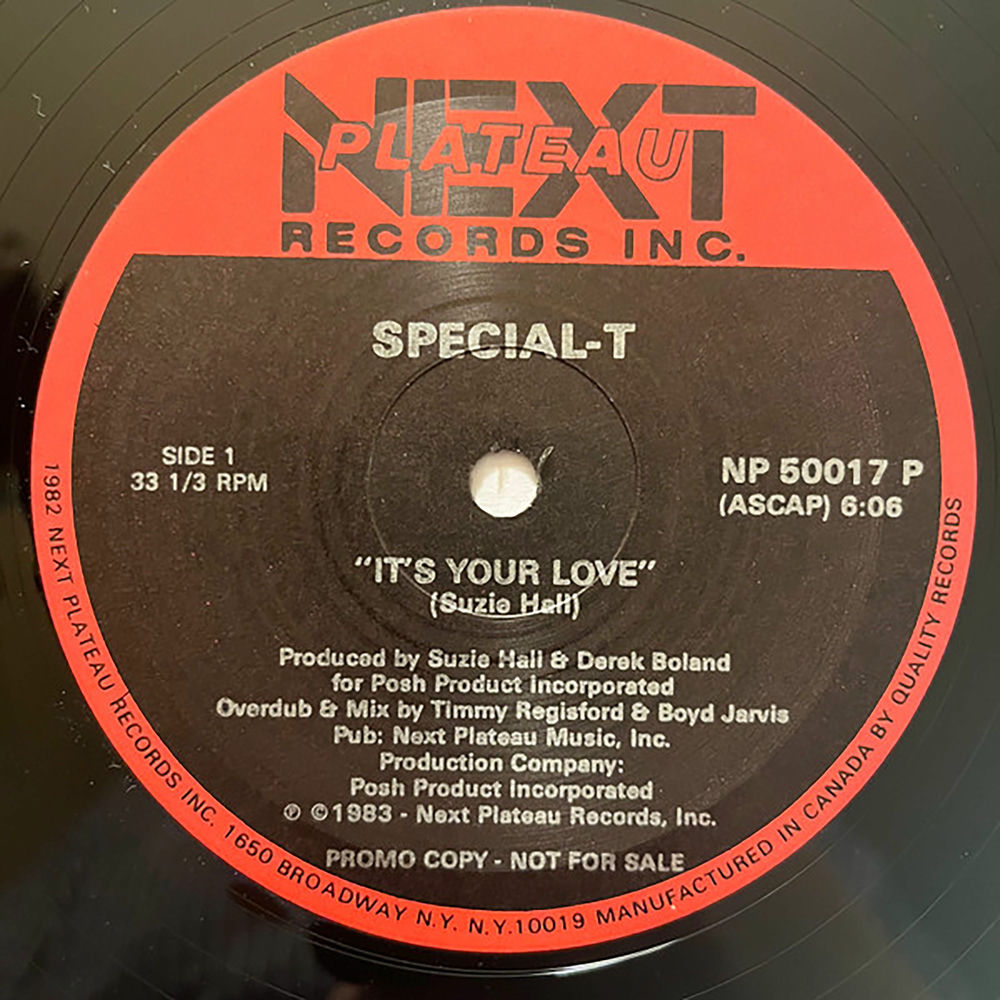 NEXT
PLATEAU
RECORDS INC.
SPECIAL-T
SIDE 1
33 1/3 RPM
NP 50017 P
(ASCAP) 6:06
"IT'S YOUR LOVE"
(Suzie Hall)
Produced by Suzie Hall & Derek Boland
for Posh Product Incorporated
Overdub & Mix by Timmy Regisford & Boyd Jarvis
Pub: Next Plateau Music, Inc.
Production Company:
Posh Product Incorporated
℗ ©1983 - Next Plateau Records, Inc.
PROMO COPY - NOT FOR SALE
1982 NEXT PLATEAU RECORDS INC. 1650 BROADWAY N.Y. N.Y.10019 MANUFACTURED IN CANADA BY QUALITY RECORDS